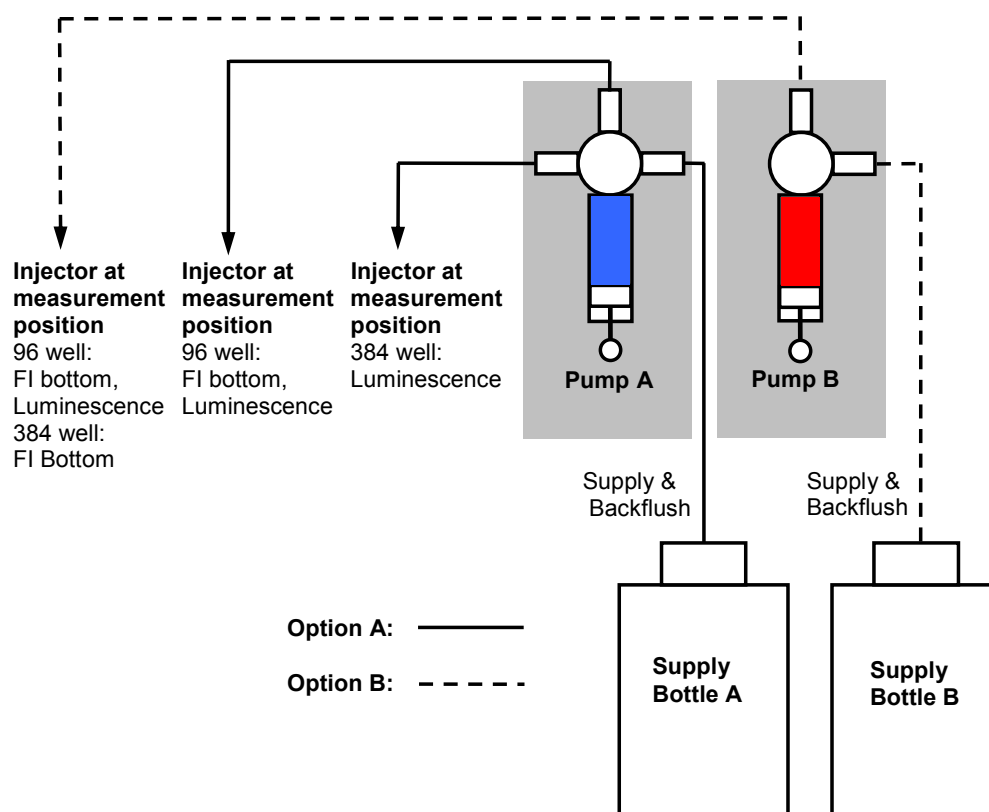 Injector at
measurement
position
96 well:
FI bottom,
Luminescence
384 well:
FI Bottom
Injector at
measurement
position
96 well:
FI bottom,
Luminescence
Injector at
measurement
position
384 well:
Luminescence
Pump A
Pump B
Supply &
Backflush
Supply &
Backflush
Option A:
Option B:
Supply
Bottle A
Supply
Bottle B